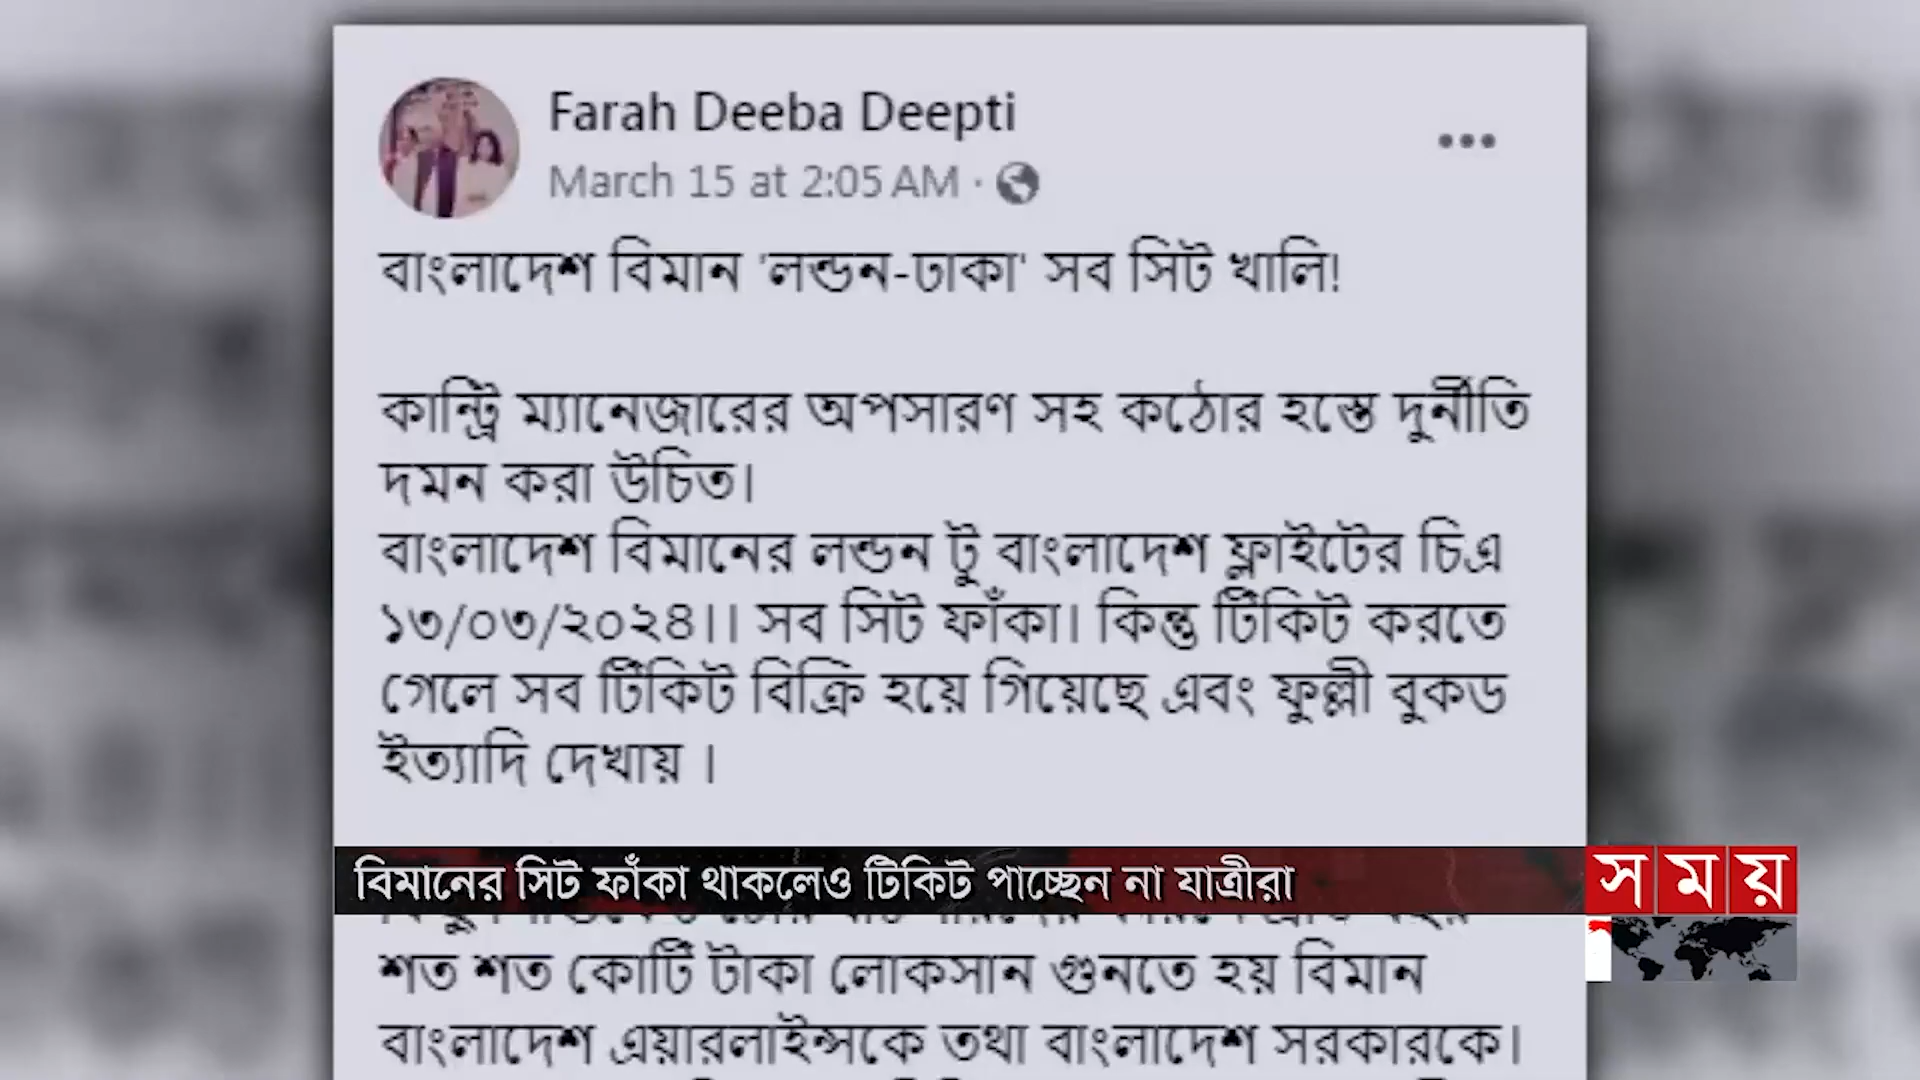 Farah Deeba Deepti
March 15 at 2:05 AM ·
বাংলাদেশ বিমান 'লন্ডন-ঢাকা' সব সিট খালি!
কান্ট্রি ম্যানেজারের অপসারণ সহ কঠোর হস্তে দুর্নীতি
দমন করা উচিত।
বাংলাদেশ বিমানের লন্ডন টু বাংলাদেশ ফ্লাইটের চিএ
১৩/০৩/২০২৪।। সব সিট ফাঁকা। কিন্তু টিকিট করতে
গেলে সব টিকিট বিক্রি হয়ে গিয়েছে এবং ফুল্লী বুকড
ইত্যাদি দেখায় ।
বিমানের সিট ফাঁকা থাকলেও টিকিট পাচ্ছেন না যাত্রীরা
সময়
শত শত কোটি টাকা লোকসান গুনতে হয় বিমান
বাংলাদেশ এয়ারলাইন্সকে তথা বাংলাদেশ সরকারকে।